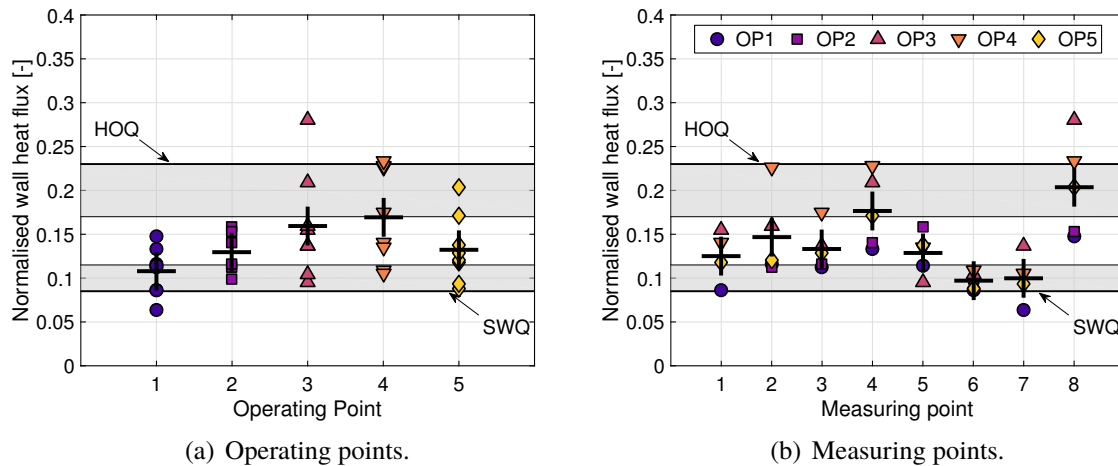 0.4
0.35
0.3
0.25
0.2
0.15
0.1
0.05
0
Normalised wall heat flux [-]
HOQ
SWQ
1 2 3 4 5
Operating Point
(a) Operating points.
0.4
0.35
0.3
0.25
0.2
0.15
0.1
0.05
0
Normalised wall heat flux [-]
OP1 OP2 OP3 OP4 OP5
HOQ
SWQ
1 2 3 4 5 6 7 8
Measuring point
(b) Measuring points.